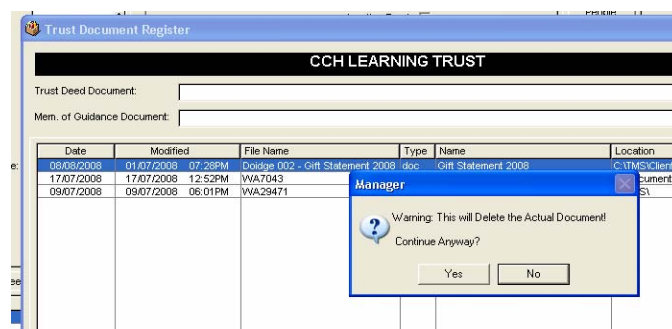 Trust Document Register
CCH LEARNING TRUST
Trust Deed Document:
Mem. of Guidance Document:
Date Modified File Name Type Name Location
08/08/2008 01/07/2008 07:28PM Doidge 002 - Gift Statement 2008 doc Gift Statement 2008 C:\TMS\Client
17/07/2008 17/07/2008 12:52PM WA7043
09/07/2008 09/07/2008 06:01PM WA29471
Manager
Warning: This will Delete the Actual Document!
Continue Anyway?
Yes No